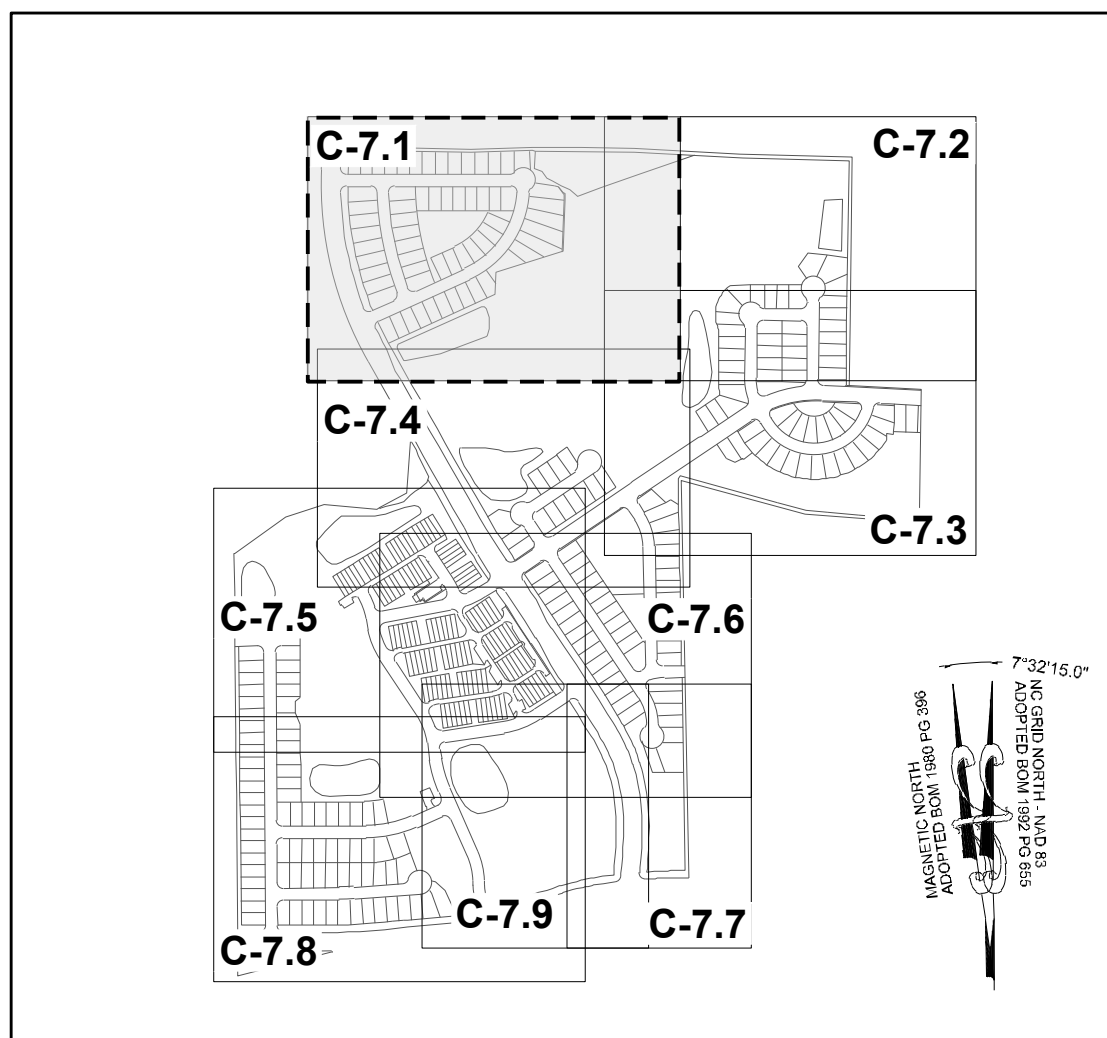 C-7.1
C-7.2
C-7.4
C-7.3
C-7.5
C-7.6
7°32'15.0"
NC GRID NORTH - NAD 83
ADOPTED BOM 1992 PG 655
MAGNETIC NORTH
ADOPTED BOM 1980 PG 396
C-7.9
C-7.7
C-7.8